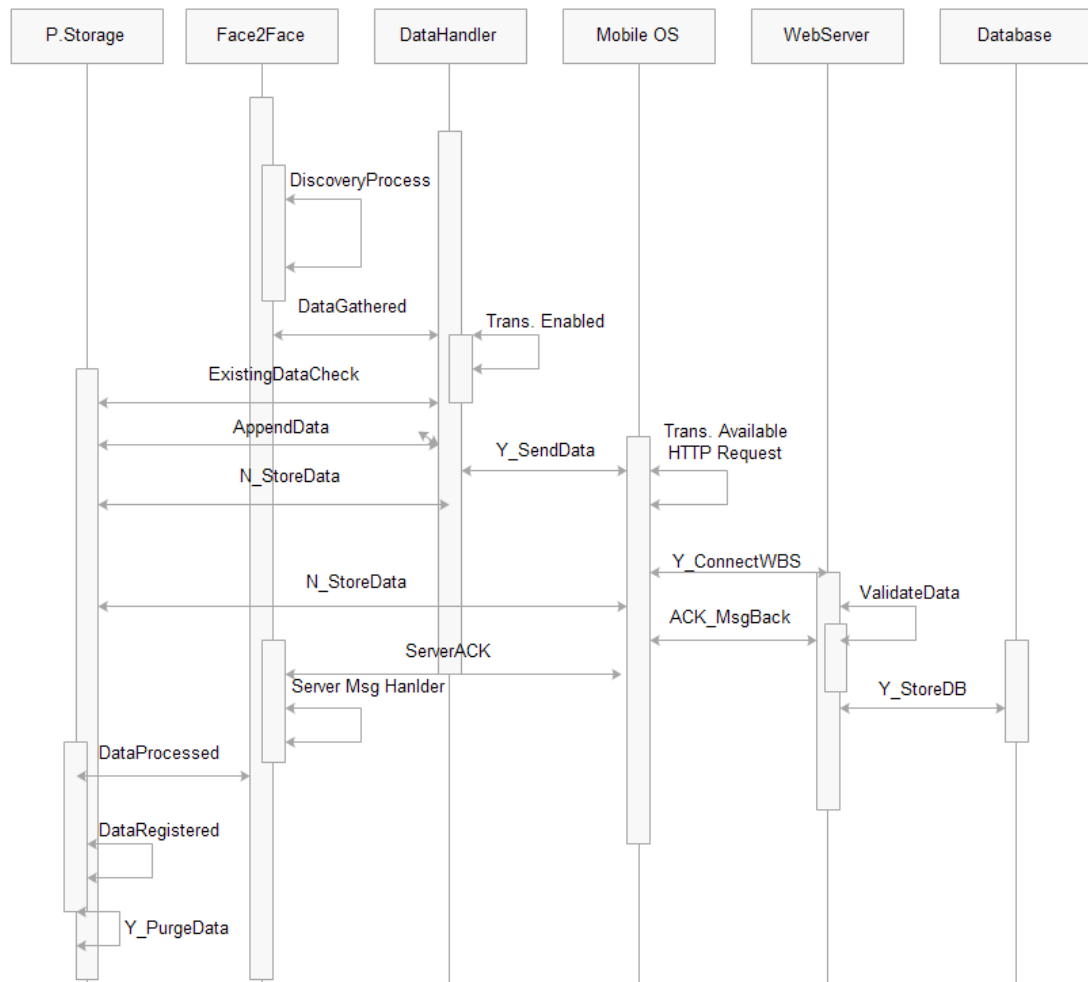 P.Storage
Face2Face
DataHandler
Mobile OS
WebServer
Database
DiscoveryProcess
DataGathered
Trans. Enabled
ExistingDataCheck
AppendData
Trans. Available
HTTP Request
Y_SendData
N_StoreData
Y_ConnectWBS
N_StoreData
ValidateData
ACK_MsgBack
ServerACK
Server Msg Hanlder
Y_StoreDB
DataProcessed
DataRegistered
Y_PurgeData